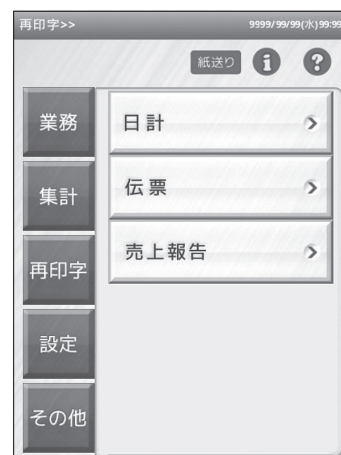 再印字>> 9999/99/99(水)99:99
紙送り i ?
業務
集計
再印字
設定
その他
日計
伝票
売上報告